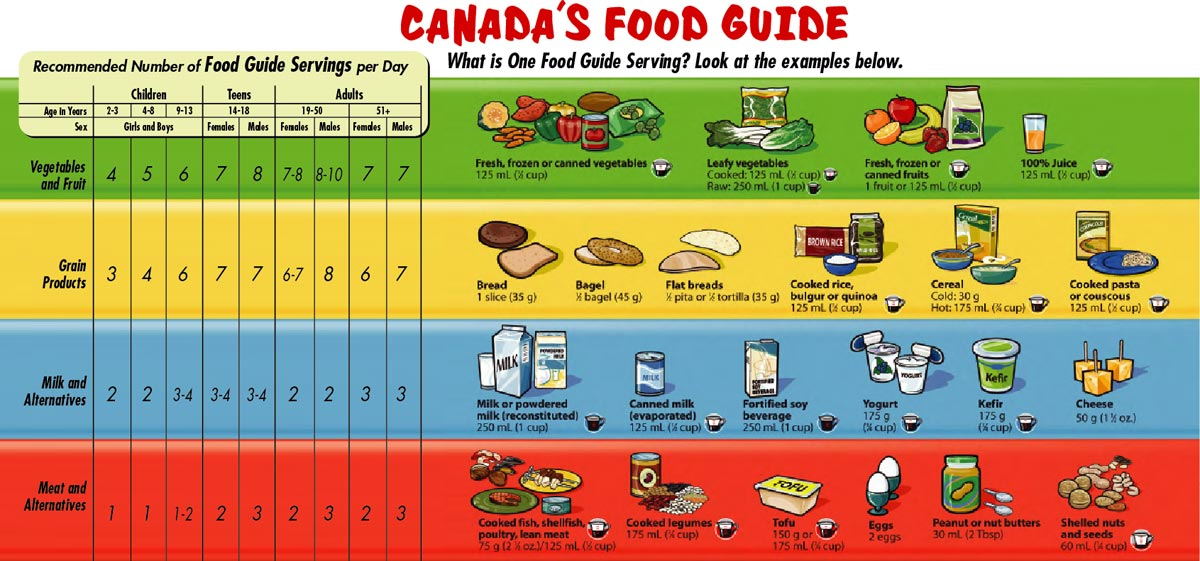 CANADA'S FOOD GUIDE
What is One Food Guide Serving? Look at the examples below.
Recommended Number of Food Guide Servings per Day
Children Teens Adults
Age in Years 2-3 4-8 9-13 14-18 19-50 51+
Sex Girls and Boys Females Males Females Males Females Males
Vegetables
and Fruit 4 5 6 7 8 7-8 8-10 7 7
Fresh, frozen or canned vegetables
125 mL (½ cup)
Leafy vegetables
Cooked: 125 mL (½ cup)
Raw: 250 mL (1 cup)
Fresh, frozen or
canned fruits
1 fruit or 125 mL (½ cup)
100% Juice
125 mL (½ cup)
Grain
Products 3 4 6 7 7 6-7 8 6 7
BROWN RICE
Bread
1 slice (35 g)
Bagel
½ bagel (45 g)
Flat breads
½ pita or ½ tortilla (35 g)
Cooked rice,
bulgur or quinoa
125 mL (½ cup)
Cereal
Cold: 30 g
Hot: 175 mL (¾ cup)
Cooked pasta
or couscous
125 mL (½ cup)
Milk and
Alternatives 2 2 3-4 3-4 3-4 2 2 3 3
MILK
POWDERED
MILK
MILK
FORTIFIED
SOY
BEVERAGE
YOGURT
Kefir
Milk or powdered
milk (reconstituted)
250 mL (1 cup)
Canned milk
(evaporated)
125 mL (½ cup)
Fortified soy
beverage
250 mL (1 cup)
Yogurt
175 g
(¾ cup)
Kefir
175 g
(¾ cup)
Cheese
50 g (1 ½ oz.)
Meat and
Alternatives 1 1 1-2 2 3 2 3 2 3
TOFU
Cooked fish, shellfish,
poultry, lean meat
75 g (2 ½ oz.)/125 mL (½ cup)
Cooked legumes
175 mL (¾ cup)
Tofu
150 g or
175 mL (¾ cup)
Eggs
2 eggs
Peanut or nut butters
30 mL (2 Tbsp)
Shelled nuts
and seeds
60 mL (¼ cup)